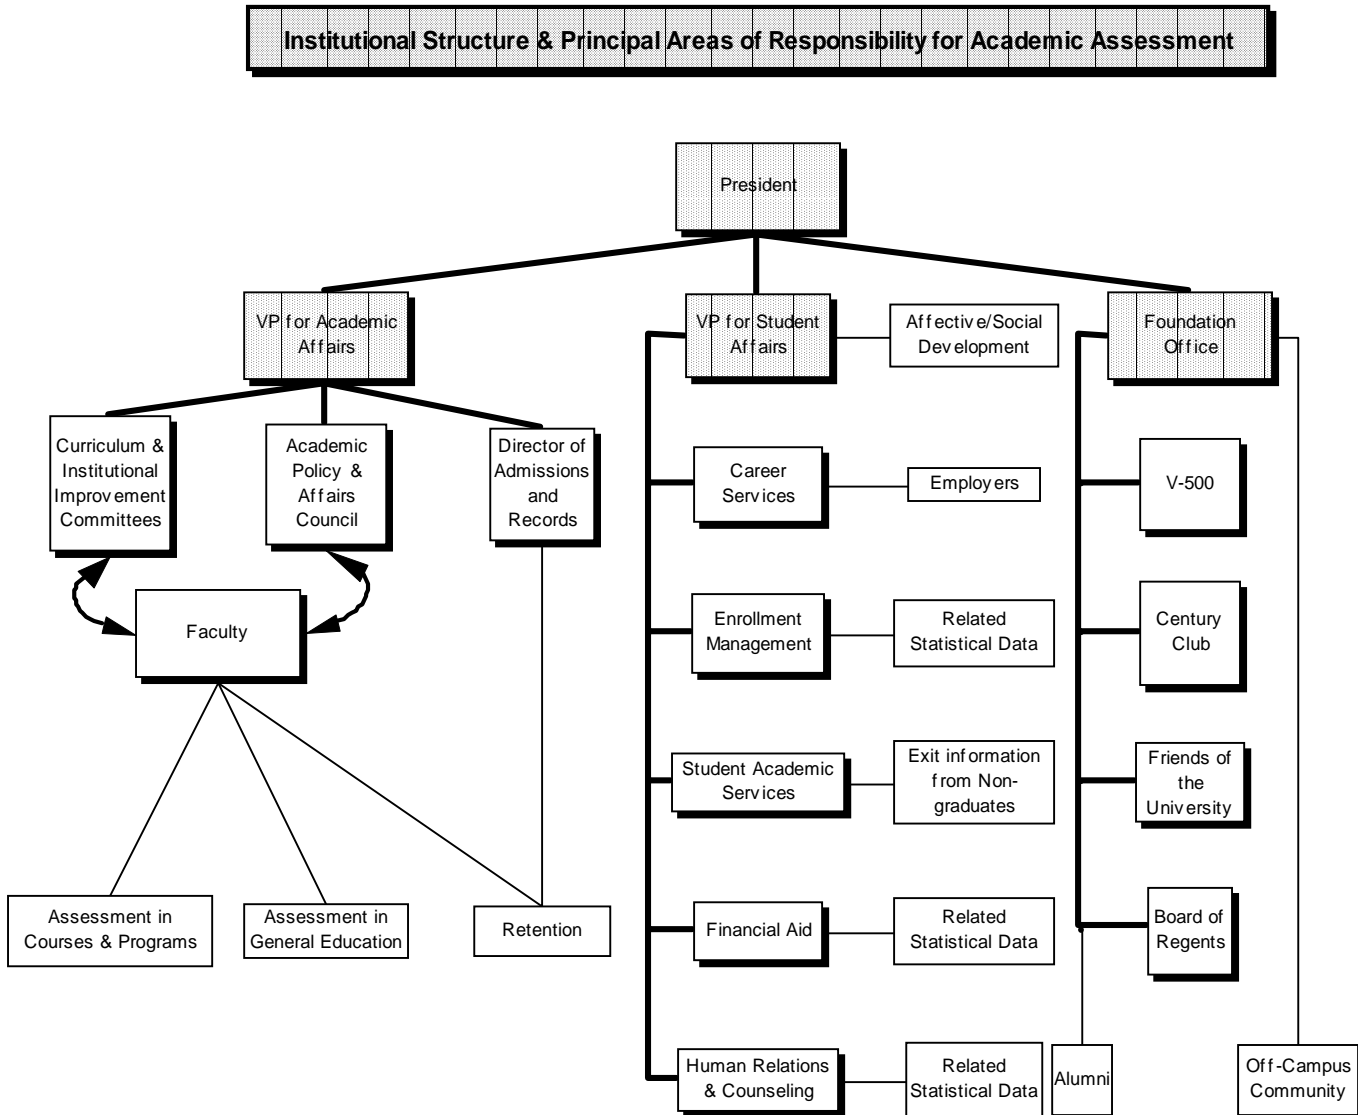 Institutional Structure & Principal Areas of Responsibility for Academic Assessment
President
VP for Academic
Affairs
VP for Student
Affairs
Affective/Social
Development
Foundation
Office
Curriculum &
Institutional
Improvement
Committees
Academic
Policy &
Affairs
Council
Director of
Admissions
and
Records
Career
Services
Employers
V-500
Faculty
Enrollment
Management
Related
Statistical Data
Century
Club
Student Academic
Services
Exit information
from Non-
graduates
Friends of
the
University
Assessment in
Courses & Programs
Assessment in
General Education
Retention
Financial Aid
Related
Statistical Data
Board of
Regents
Human Relations
& Counseling
Related
Statistical Data
Alumni
Off-Campus
Community